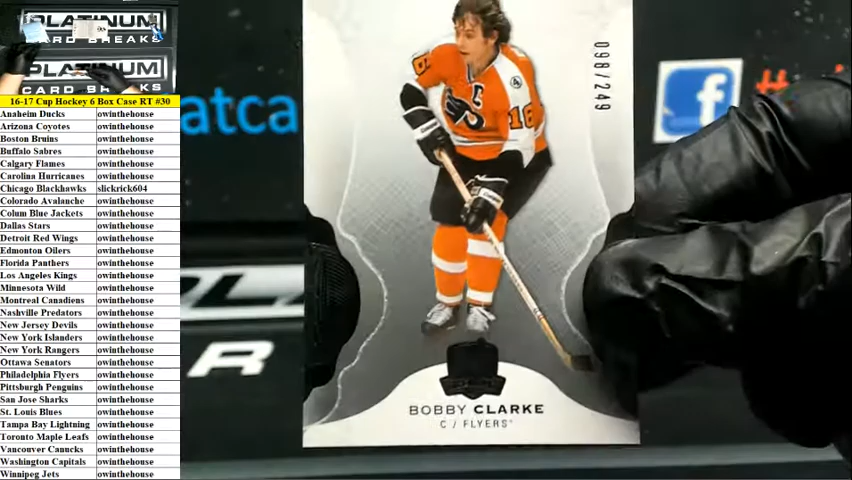 PLATINUM
CARD BREAKS
PLATINUM
CARD BREAKS
16-17 Cup Hockey 6 Box Case RT #30
Anaheim Ducks owinthehouse
Arizona Coyotes owinthehouse
Boston Bruins owinthehouse
Buffalo Sabres owinthehouse
Calgary Flames owinthehouse
Carolina Hurricanes owinthehouse
Chicago Blackhawks slickrick604
Colorado Avalanche owinthehouse
Colum Blue Jackets owinthehouse
Dallas Stars owinthehouse
Detroit Red Wings owinthehouse
Edmonton Oilers owinthehouse
Florida Panthers owinthehouse
Los Angeles Kings owinthehouse
Minnesota Wild owinthehouse
Montreal Canadiens owinthehouse
Nashville Predators owinthehouse
New Jersey Devils owinthehouse
New York Islanders owinthehouse
New York Rangers owinthehouse
Ottawa Senators owinthehouse
Philadelphia Flyers owinthehouse
Pittsburgh Penguins owinthehouse
San Jose Sharks owinthehouse
St. Louis Blues owinthehouse
Tampa Bay Lightning owinthehouse
Toronto Maple Leafs owinthehouse
Vancouver Canucks owinthehouse
Washington Capitals owinthehouse
Winnipeg Jets owinthehouse
atca
f
#
098/249
C
4
16
16
BOBBY CLARKE
C / FLYERS
R